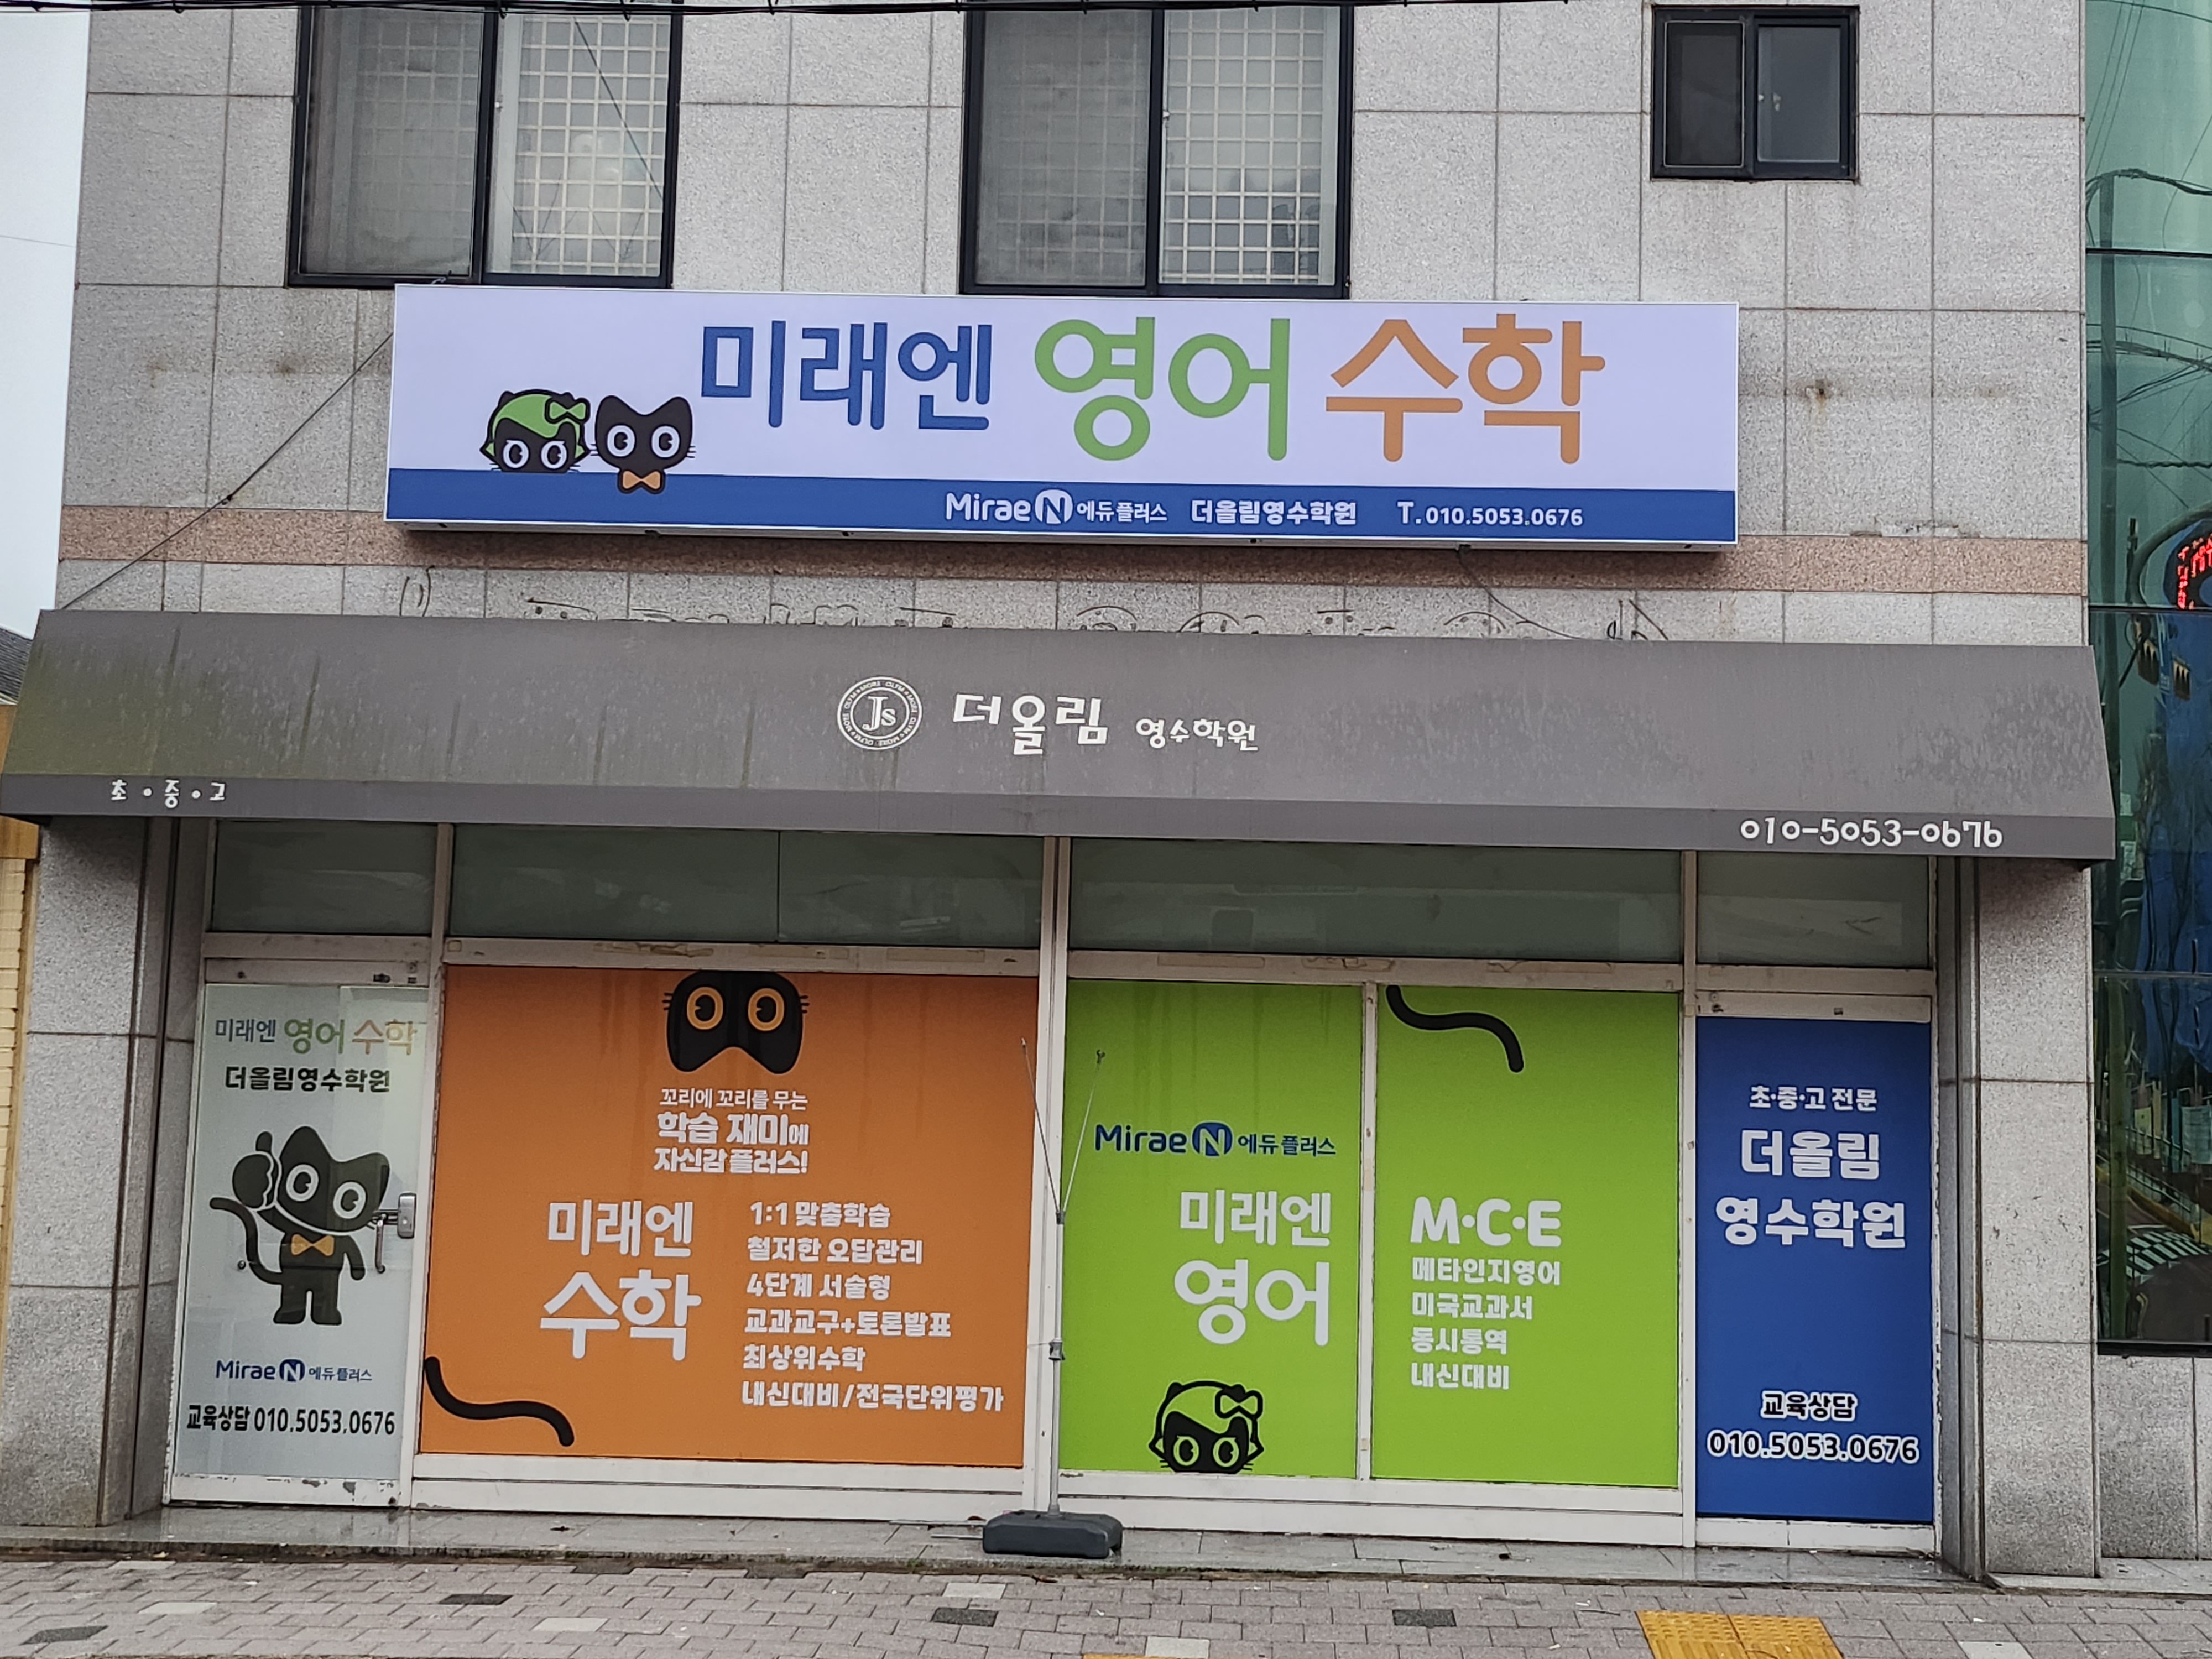 미래엔 영어 수학
Mirae N 에듀플러스 더올림영수학원 T.010.5053.0676
Js 더올림 영수학원
초·중·고
010-5053-0676
미래엔 영어 수학
더올림영수학원
Mirae N 에듀플러스
교육상담 010.5053.0676
꼬리에 꼬리를 무는
학습 재미에
자신감 플러스!
미래엔
수학
1:1 맞춤학습
철저한 오답관리
4단계 서술형
교과교구+토론발표
최상위수학
내신대비/전국단위평가
Mirae N 에듀플러스
미래엔
영어
M·C·E
메타인지영어
미국교과서
동시통역
내신대비
초·중·고 전문
더올림
영수학원
교육상담
010.5053.0676